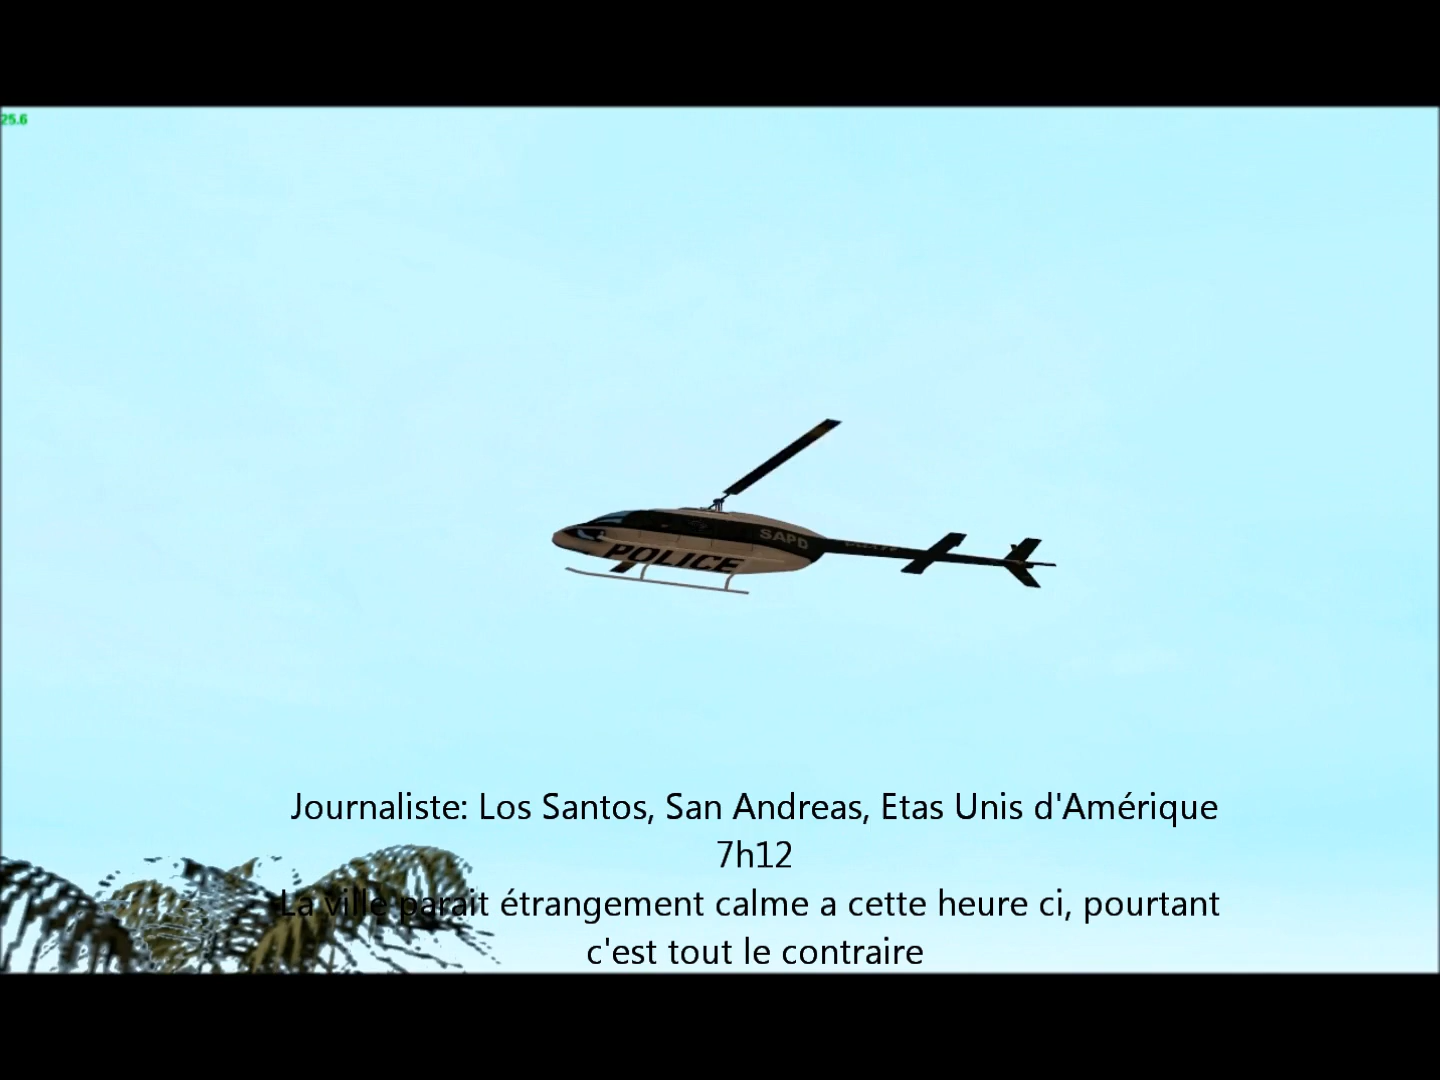 25.6
SAPD
POLICE
Journaliste: Los Santos, San Andreas, Etas Unis d'Amérique
7h12
La ville parait étrangement calme a cette heure ci, pourtant
c'est tout le contraire